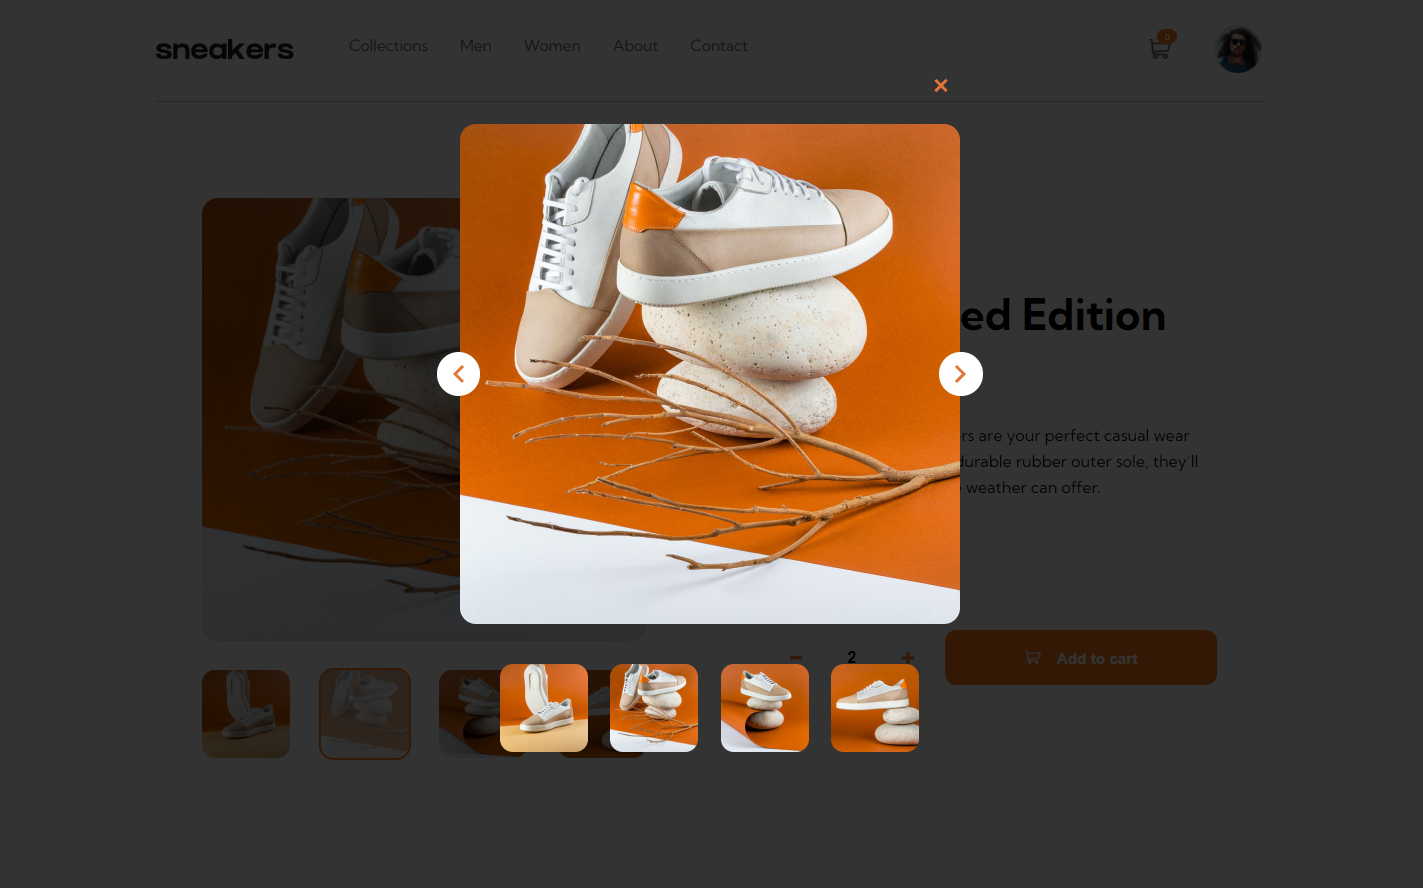 sneakers
Collections
Men
Women
About
Contact
0
ed Edition
rs are your perfect casual wear
durable rubber outer sole, they'll
weather can offer.
2
Add to cart